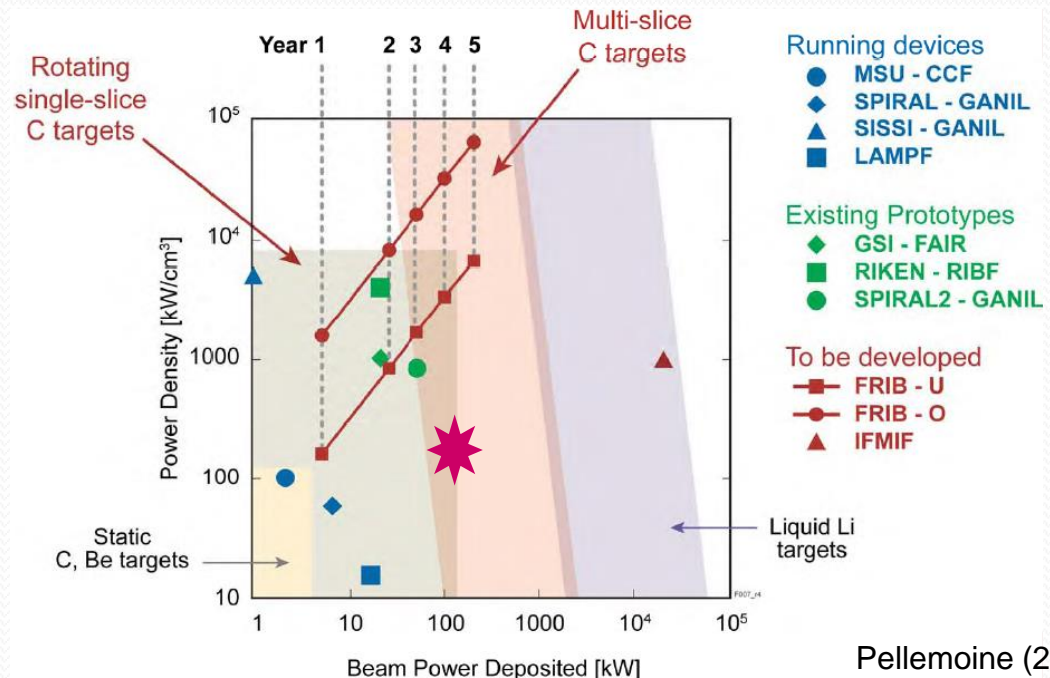 Year 1 2 3 4 5
Rotating
single-slice
C targets
Multi-slice
C targets
Power Density [kW/cm³]
10⁵
10⁴
1000
100
10
1 10 100 1000 10⁴ 10⁵
Beam Power Deposited [kW]
Static
C, Be targets
Liquid Li
targets
F007_r4
Running devices
MSU - CCF
SPIRAL - GANIL
SISSI - GANIL
LAMPF
Existing Prototypes
GSI - FAIR
RIKEN - RIBF
SPIRAL2 - GANIL
To be developed
FRIB - U
FRIB - O
IFMIF
Pellemoine (2